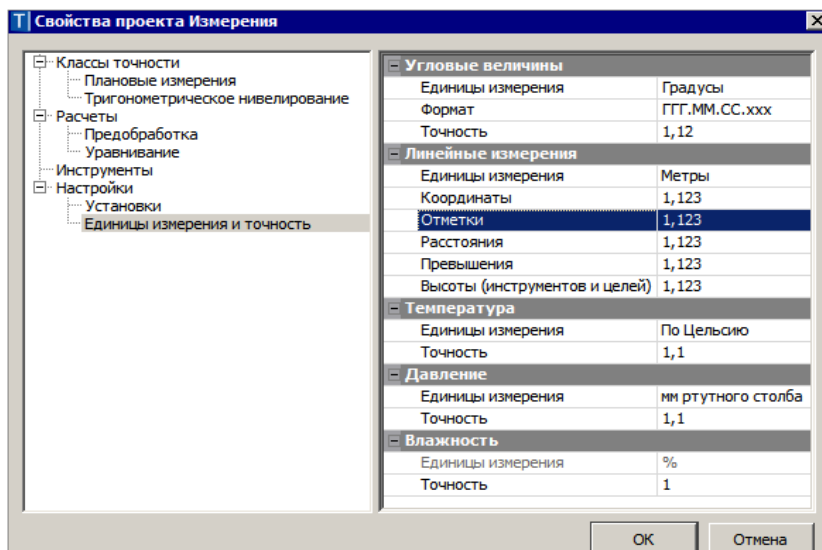 Свойства проекта Измерения
Классы точности
Плановые измерения
Тригонометрическое нивелирование
Расчеты
Предобработка
Уравнивание
Инструменты
Настройки
Установки
Единицы измерения и точность
Угловые величины
Единицы измерения Градусы
Формат ГГГ.ММ.СС.xxx
Точность 1,12
Линейные измерения
Единицы измерения Метры
Координаты 1,123
Отметки 1,123
Расстояния 1,123
Превышения 1,123
Высоты (инструментов и целей) 1,123
Температура
Единицы измерения По Цельсию
Точность 1,1
Давление
Единицы измерения мм ртутного столба
Точность 1,1
Влажность
Единицы измерения %
Точность 1
ОК Отмена